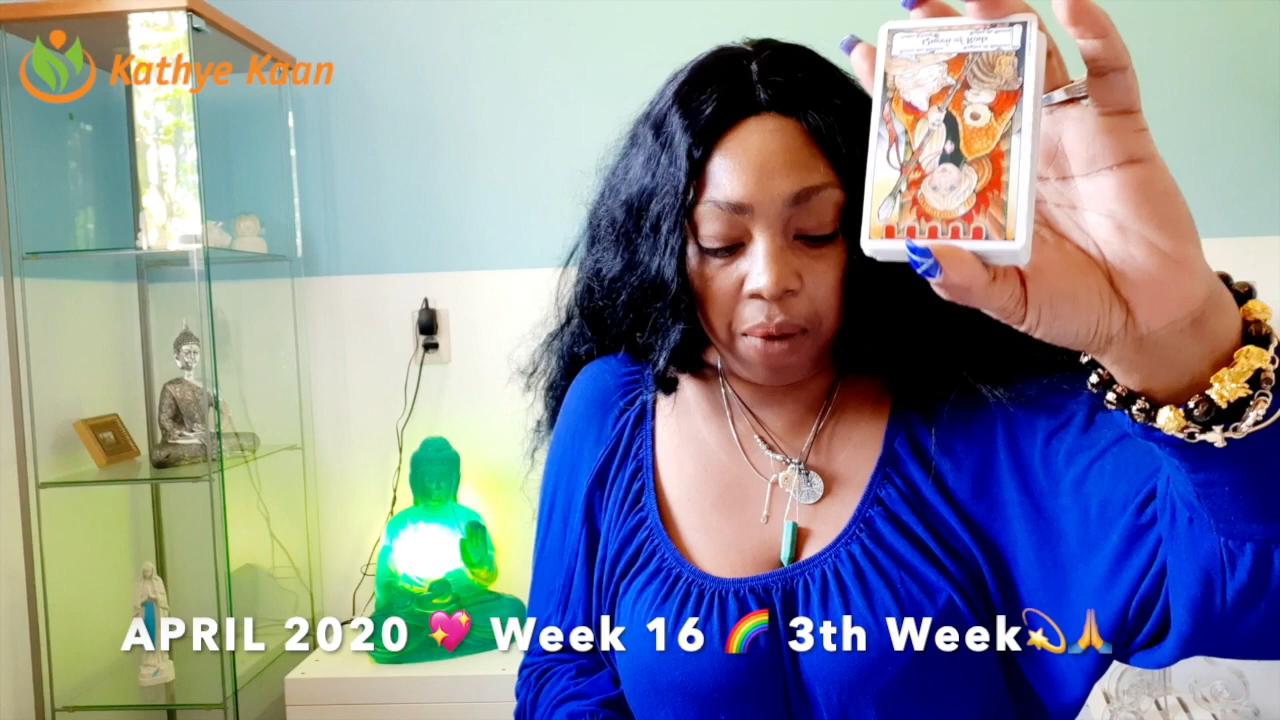 Kathye Kaan
APRIL 2020 💖 Week 16 🌈 3th Week💫🙏🏽